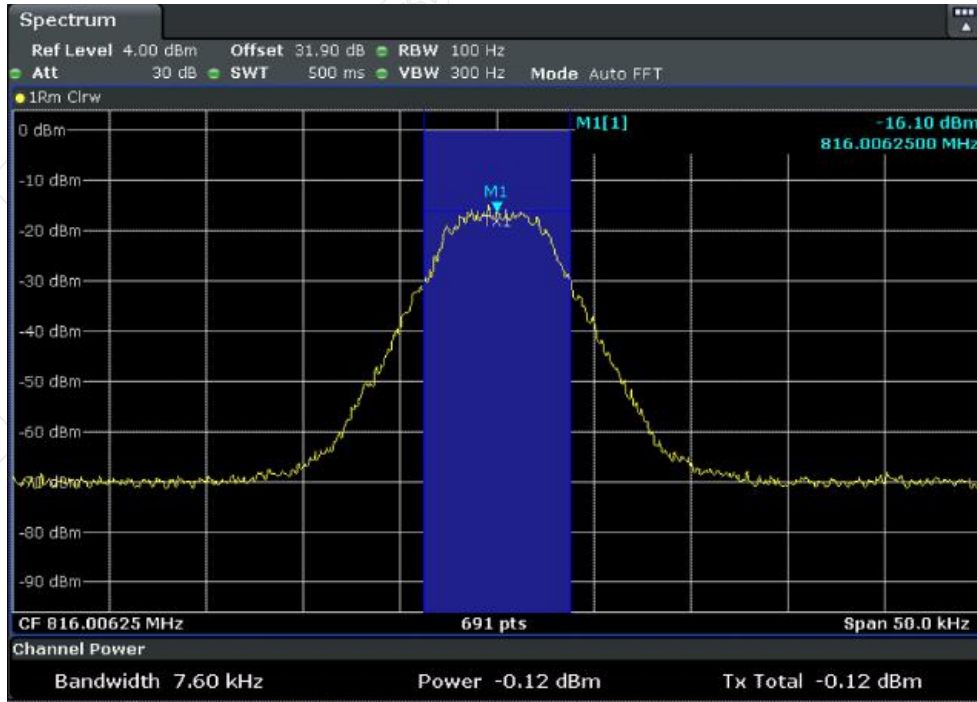 Spectrum
Ref Level 4.00 dBm Offset 31.90 dB RBW 100 Hz
Att 30 dB SWT 500 ms VBW 300 Hz Mode Auto FFT
1Rm Clrw
0 dBm
M1[1] -16.10 dBm
816.0062500 MHz
-10 dBm
M1
TX1
-20 dBm
-30 dBm
-40 dBm
-50 dBm
-60 dBm
-70 dBm
-80 dBm
-90 dBm
CF 816.00625 MHz 691 pts Span 50.0 kHz
Channel Power
Bandwidth 7.60 kHz Power -0.12 dBm Tx Total -0.12 dBm